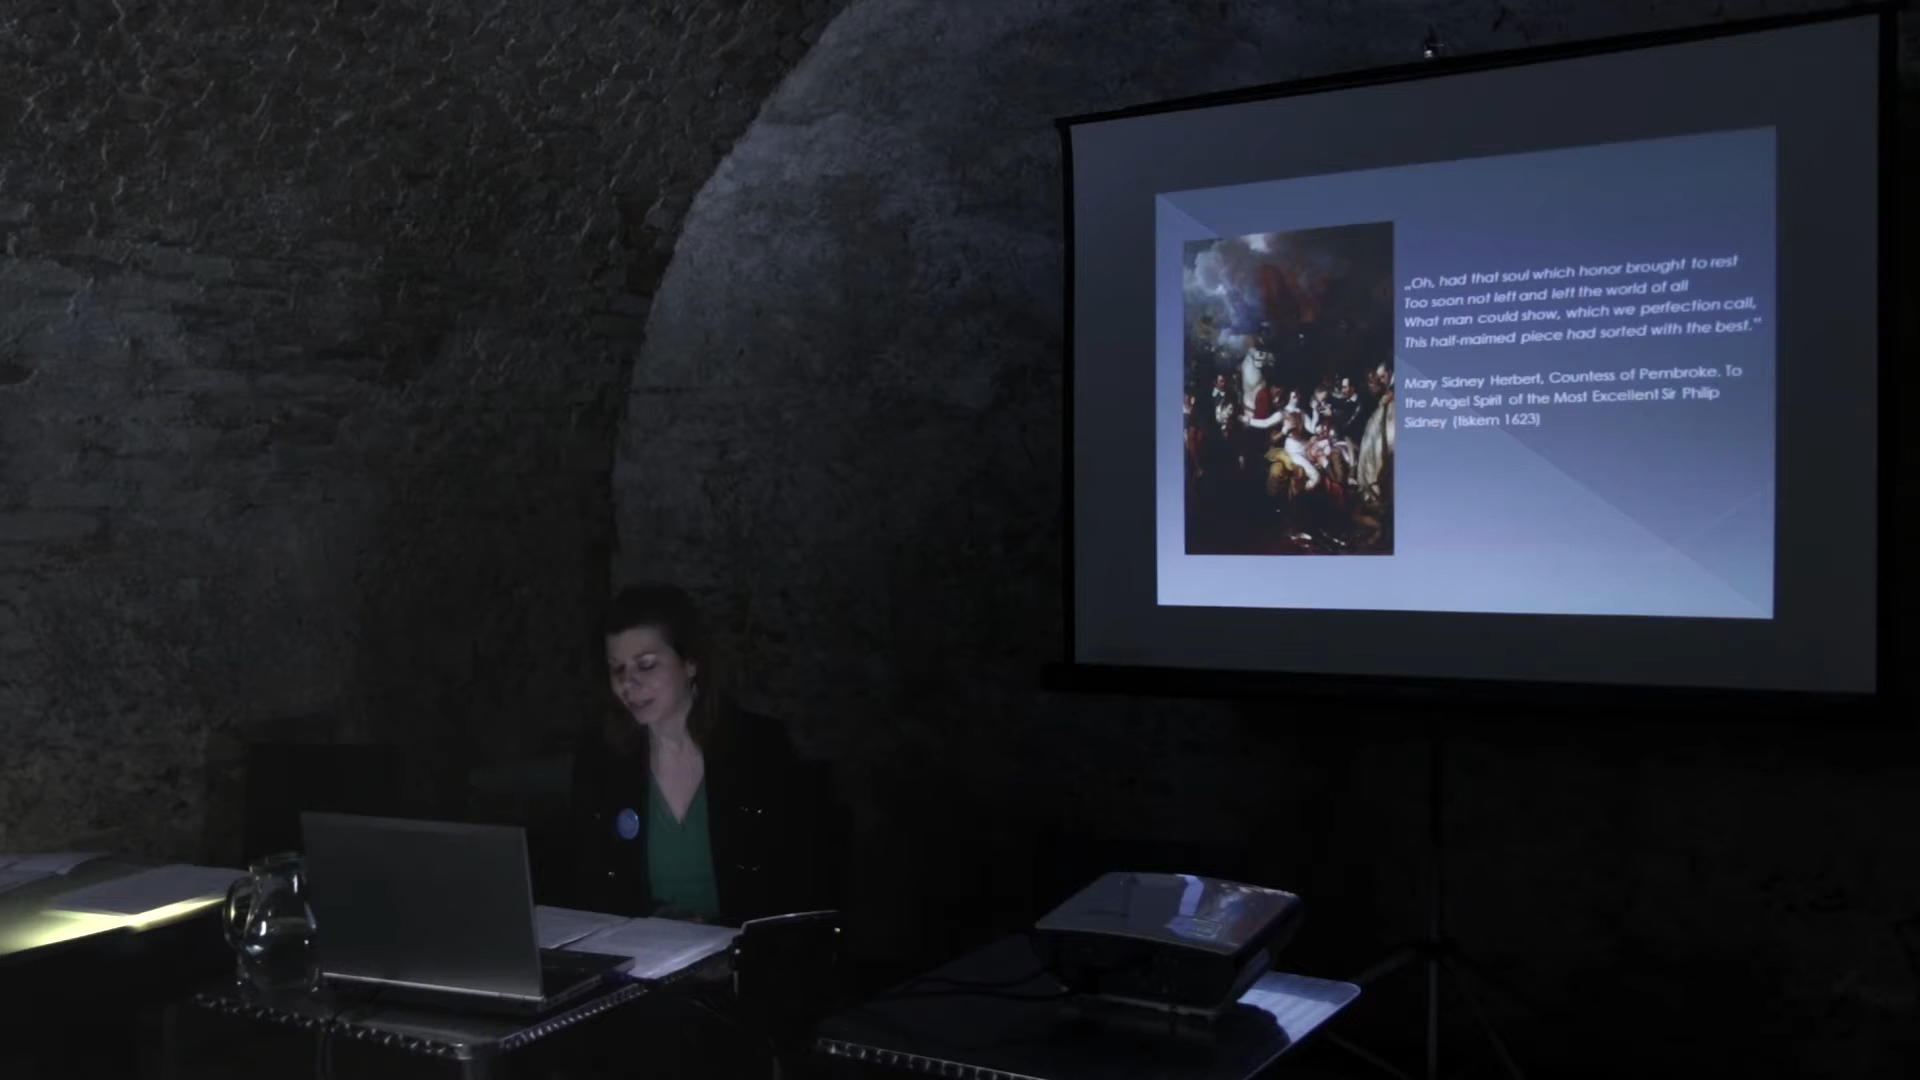 „Oh, had that soul which honor brought to rest
Too soon not left and left the world of all
What man could show, which we perfection call,
This half-maimed piece had sorted with the best."
Mary Sidney Herbert, Countess of Pembroke. To
the Angel Spirit of the Most Excellent Sir Philip
Sidney (tiskem 1623)